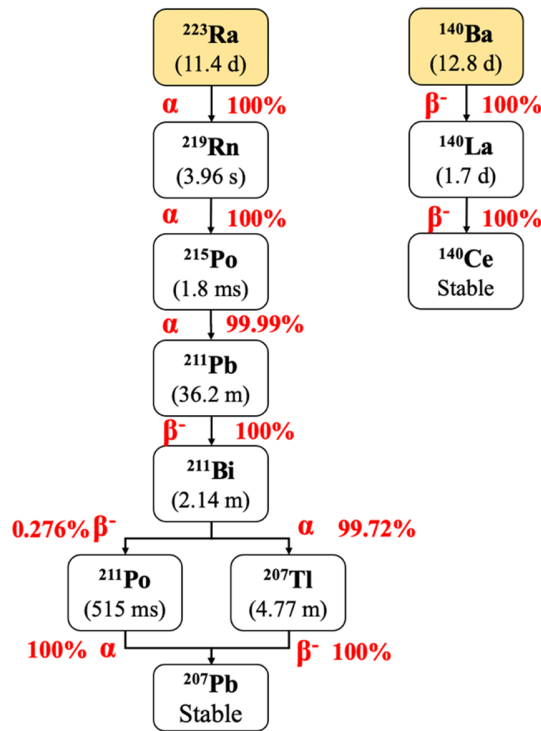 ²²³Ra
(11.4 d)
α 100%
²¹⁹Rn
(3.96 s)
α 100%
²¹⁵Po
(1.8 ms)
α 99.99%
²¹¹Pb
(36.2 m)
β⁻ 100%
²¹¹Bi
(2.14 m)
0.276% β⁻
α 99.72%
²¹¹Po
(515 ms)
²⁰⁷Tl
(4.77 m)
100% α
β⁻ 100%
²⁰⁷Pb
Stable
¹⁴⁰Ba
(12.8 d)
β⁻ 100%
¹⁴⁰La
(1.7 d)
β⁻ 100%
¹⁴⁰Ce
Stable